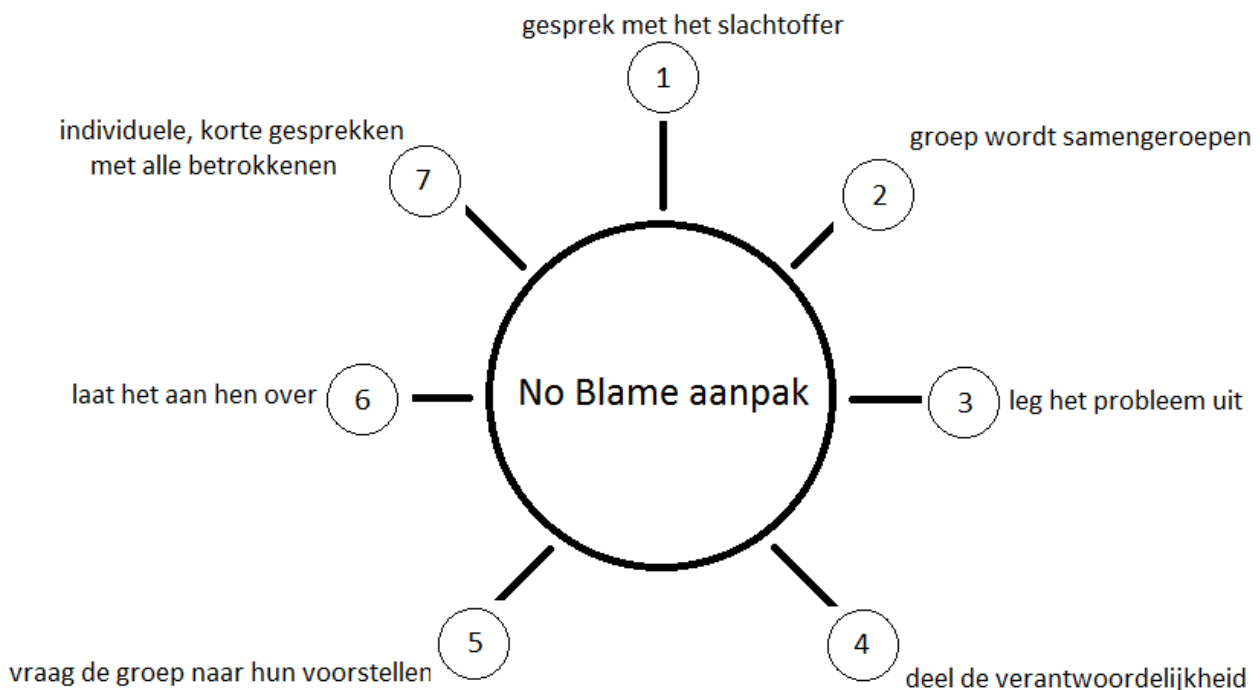 gesprek met het slachtoffer
1
groep wordt samengeroepen
2
3
leg het probleem uit
4
deel de verantwoordelijkheid
5
vraag de groep naar hun voorstellen
6
laat het aan hen over
7
individuele, korte gesprekken
met alle betrokkenen
No Blame aanpak